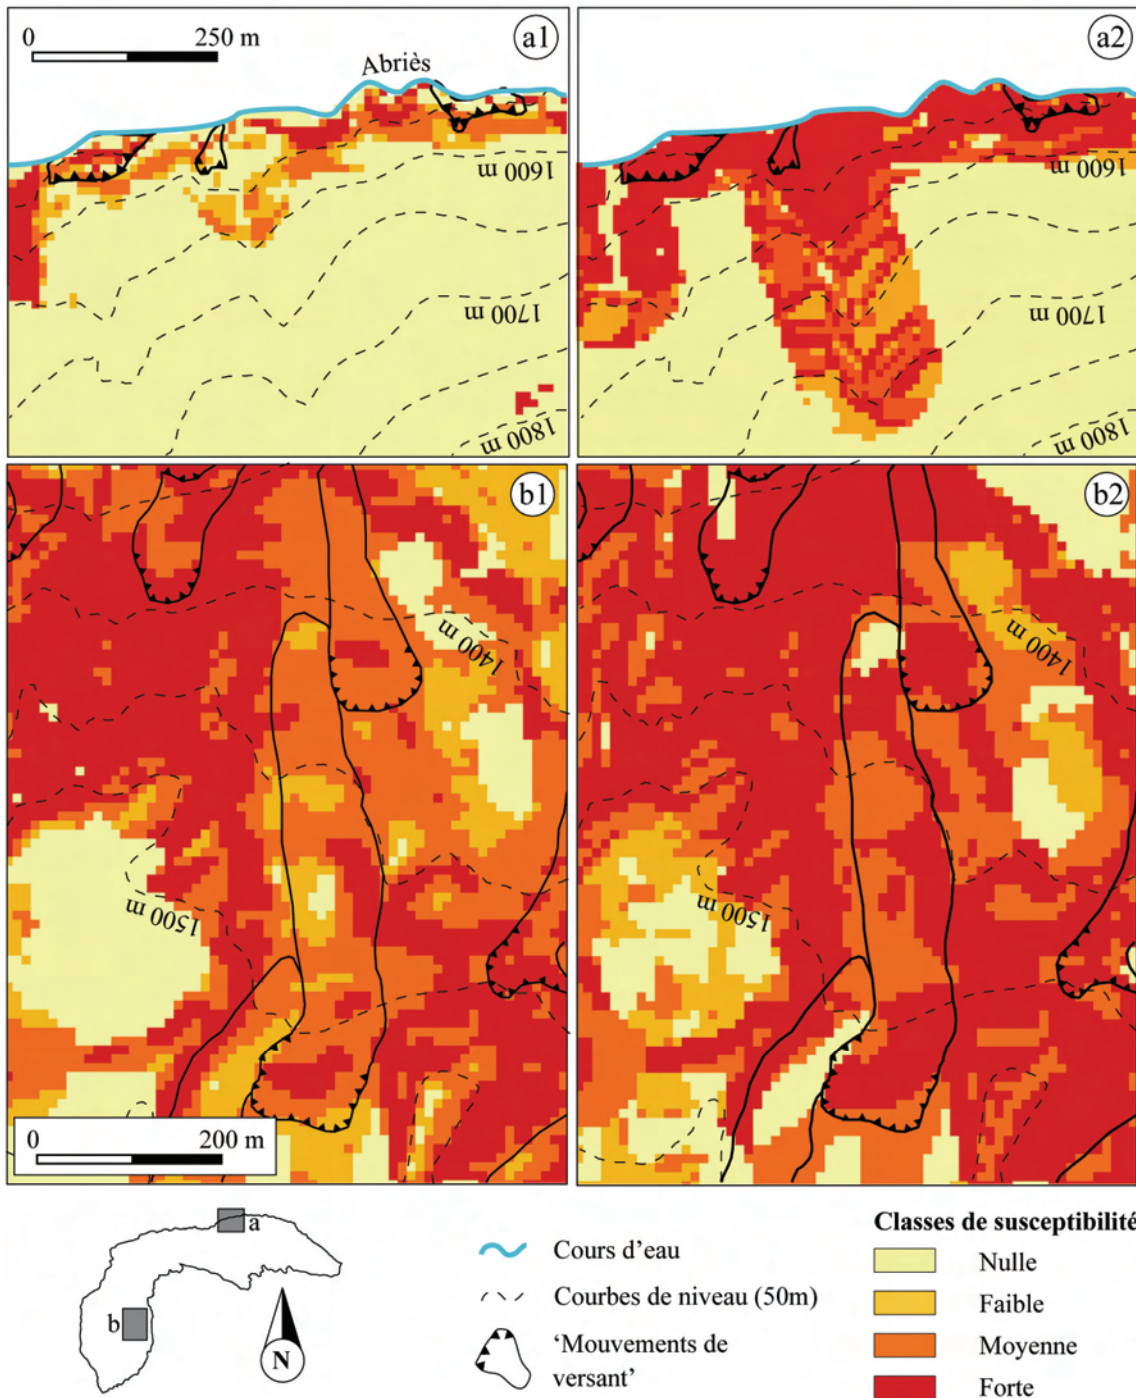 0 250 m
a1
Abriès
1600 m
1700 m
1800 m
a2
1600 m
1700 m
1800 m
b1
1400 m
1500 m
0 200 m
b2
1400 m
1500 m
a
b
N
Cours d'eau
Courbes de niveau (50m)
'Mouvements de
versant'
Classes de susceptibilité
Nulle
Faible
Moyenne
Forte